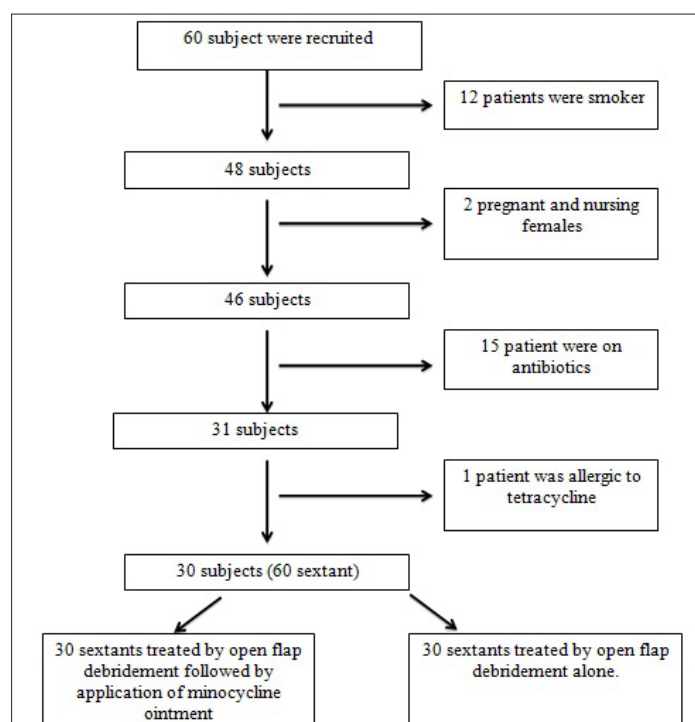 60 subject were recruited
12 patients were smoker
48 subjects
2 pregnant and nursing
females
46 subjects
15 patient were on
antibiotics
31 subjects
1 patient was allergic to
tetracycline
30 subjects (60 sextant)
30 sextants treated by open flap
debridement followed by
application of minocycline
ointment
30 sextants treated by open flap
debridement alone.